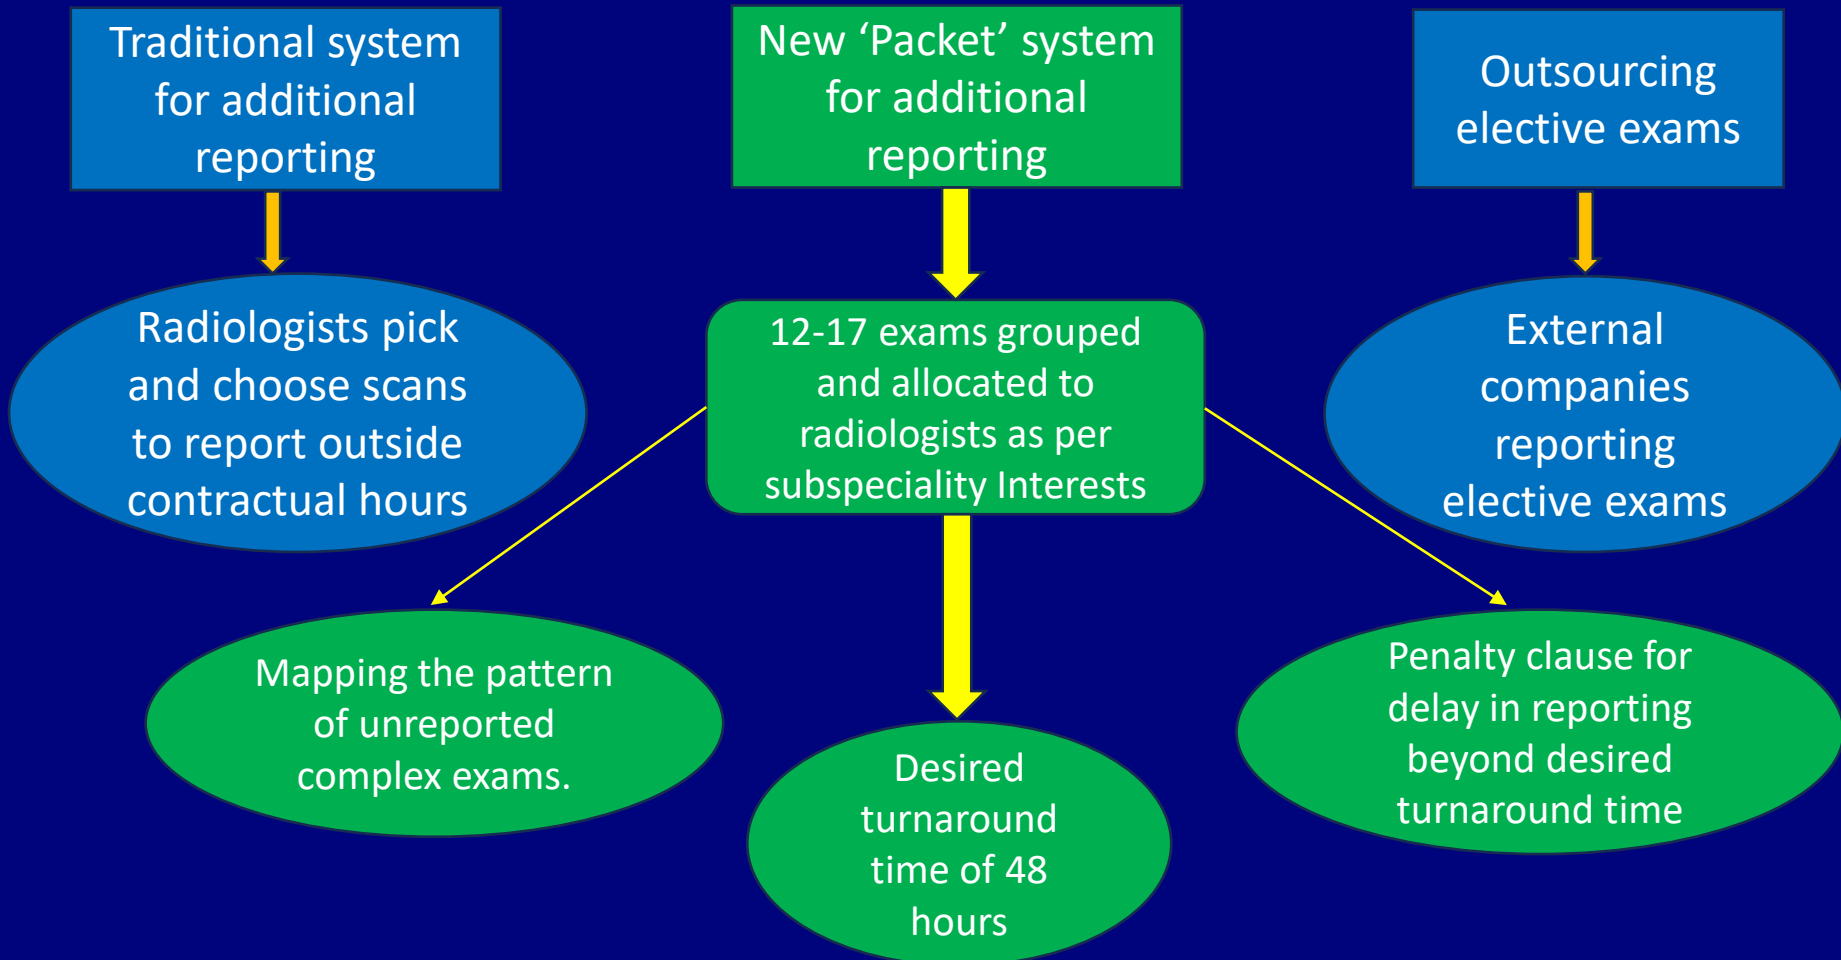 Traditional system
for additional
reporting
New ‘Packet’ system
for additional
reporting
Outsourcing
elective exams
Radiologists pick
and choose scans
to report outside
contractual hours
12-17 exams grouped
and allocated to
radiologists as per
subspeciality Interests
External
companies
reporting
elective exams
Mapping the pattern
of unreported
complex exams.
Desired
turnaround
time of 48
hours
Penalty clause for
delay in reporting
beyond desired
turnaround time